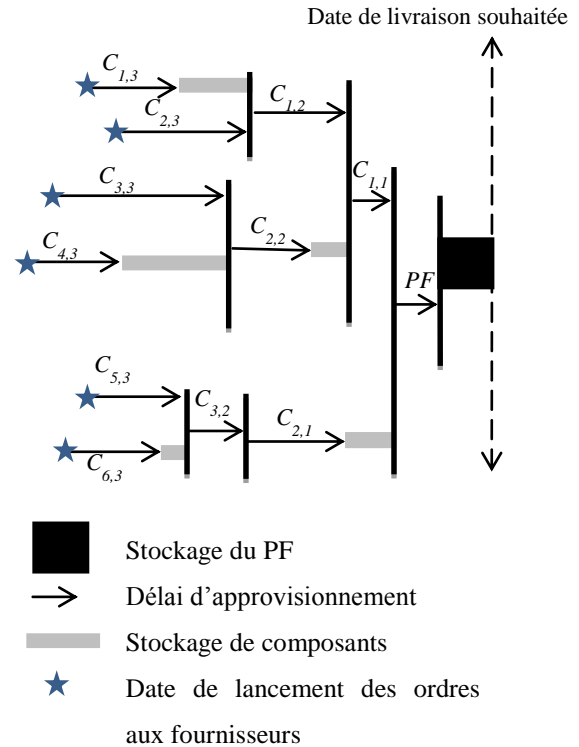 Date de livraison souhaitée
C1,3
C2,3
C1,2
C3,3
C1,1
C4,3
C2,2
PF
C5,3
C3,2
C2,1
C6,3
Stockage du PF
Délai d'approvisionnement
Stockage de composants
Date de lancement des ordres
aux fournisseurs